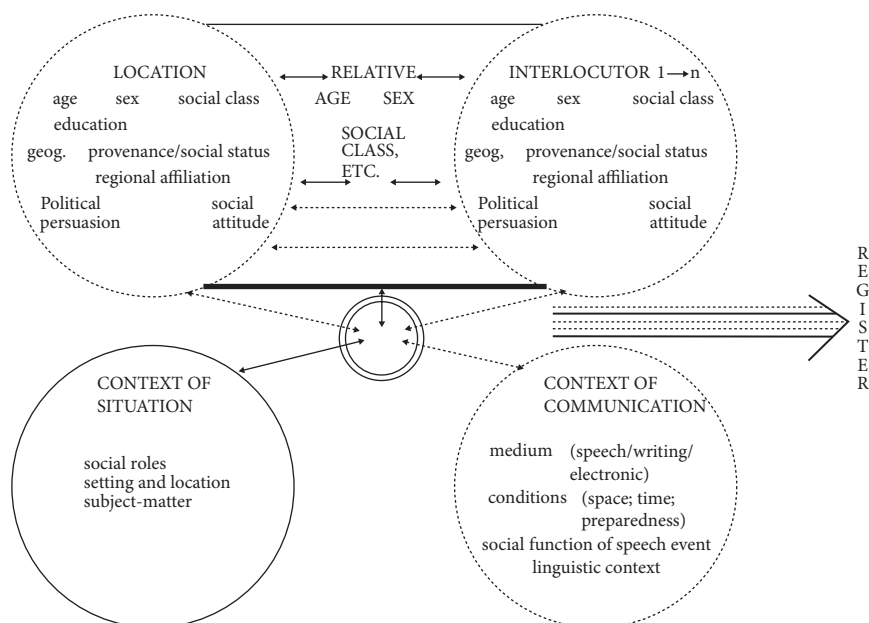 LOCATION
age sex social class
education
geog. provenance/social status
regional affiliation
Political social
persuasion attitude
RELATIVE
AGE SEX
SOCIAL
CLASS,
ETC.
INTERLOCUTOR 1 → n
age sex social class
education
geog, provenance/social status
regional affiliation
Political social
persuasion attitude
REGISTER
CONTEXT OF
SITUATION
social roles
setting and location
subject-matter
CONTEXT OF
COMMUNICATION
medium (speech/writing/
electronic)
conditions (space; time;
preparedness)
social function of speech event
linguistic context